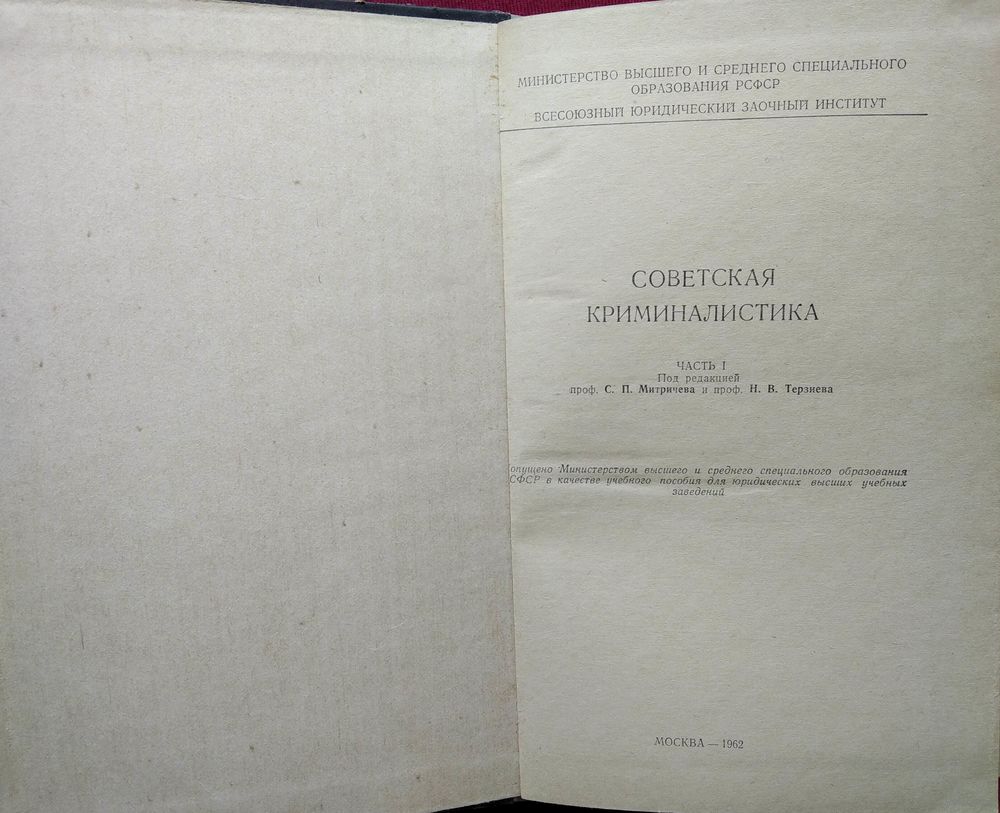 МИНИСТЕРСТВО ВЫСШЕГО И СРЕДНЕГО СПЕЦИАЛЬНОГО
ОБРАЗОВАНИЯ РСФСР
ВСЕСОЮЗНЫЙ ЮРИДИЧЕСКИЙ ЗАОЧНЫЙ ИНСТИТУТ
СОВЕТСКАЯ
КРИМИНАЛИСТИКА
ЧАСТЬ I
Под редакцией
проф. С. П. Митричева и проф. Н. В. Терзиева
опущено Министерством высшего и среднего специального образования
СФСР в качестве учебного пособия для юридических высших учебных
заведений
МОСКВА — 1962